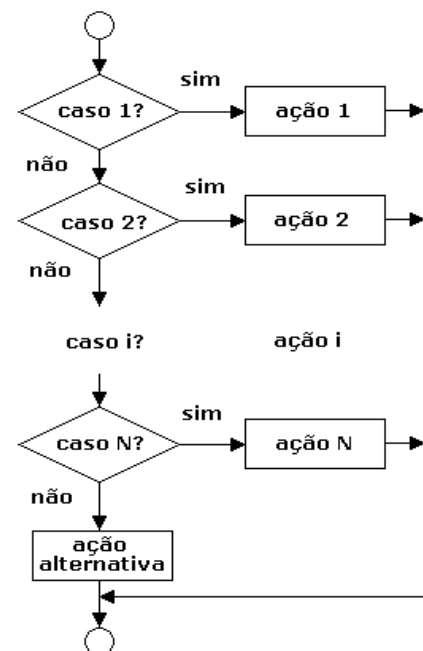 sim
caso 1?
ação 1
não
sim
caso 2?
ação 2
não
caso i?
ação i
sim
caso N?
ação N
não
ação
alternativa